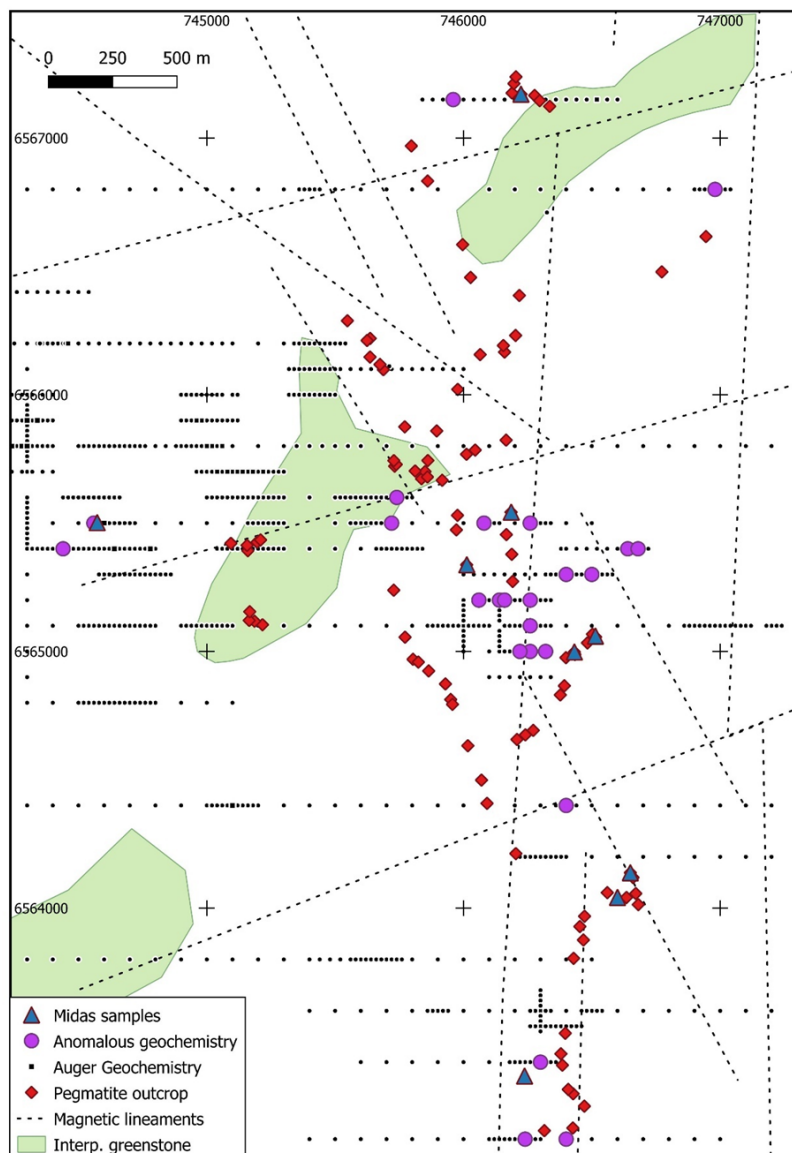 745000 746000 747000
0 250 500 m
6567000
6566000
6565000
6564000
Midas samples
Anomalous geochemistry
Auger Geochemistry
Pegmatite outcrop
Magnetic lineaments
Interp. greenstone